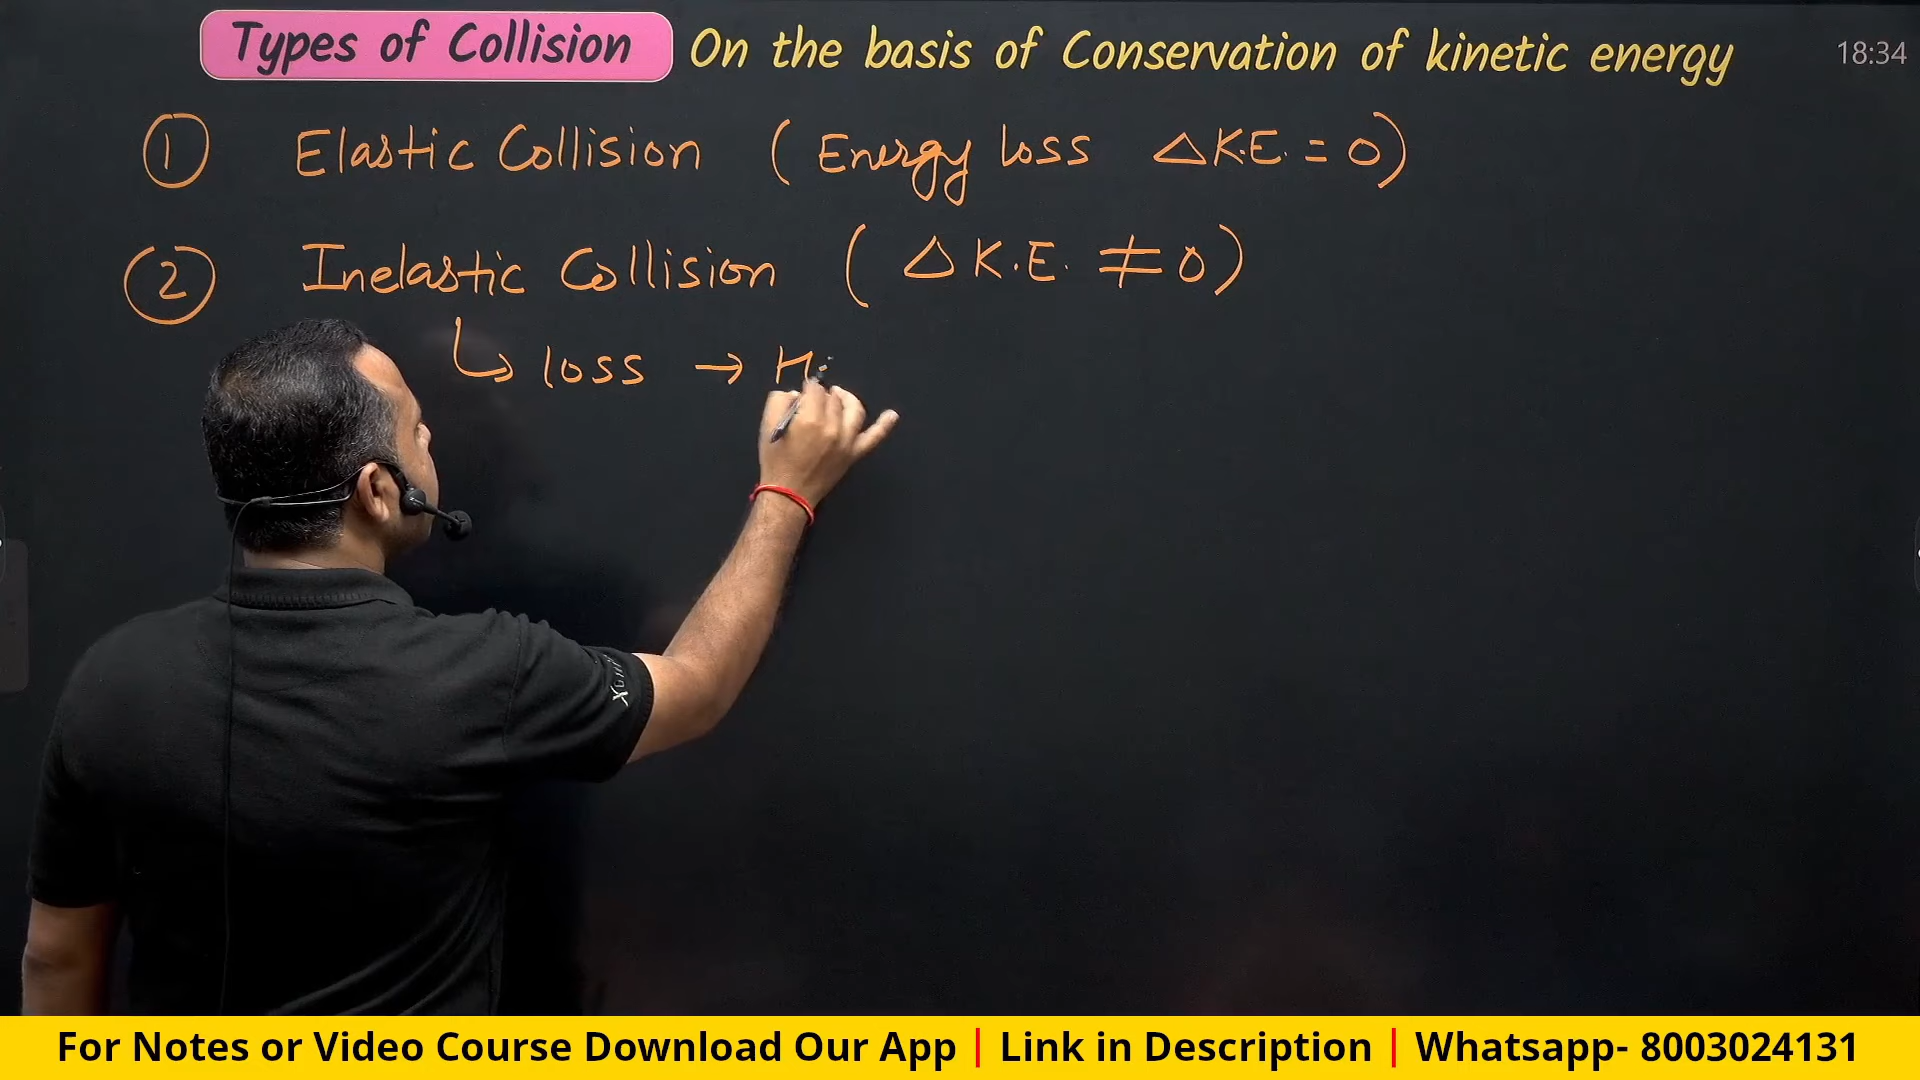 Types of Collision On the basis of Conservation of kinetic energy 18:34
① Elastic Collision ( Energy loss ΔK.E. = 0 )
② Inelastic Collision ( ΔK.E. ≠ 0 )
↳ loss →
For Notes or Video Course Download Our App | Link in Description | Whatsapp- 8003024131